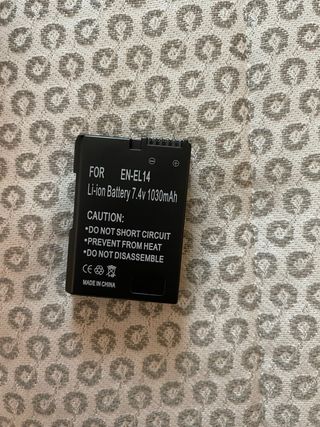 FOR EN-EL14
Li-ion Battery 7.4v 1030mAh
CAUTION:
•DO NOT SHORT CIRCUIT
•PREVENT FROM HEAT
•DO NOT DISASSEMBLE
CE
MADE IN CHINA